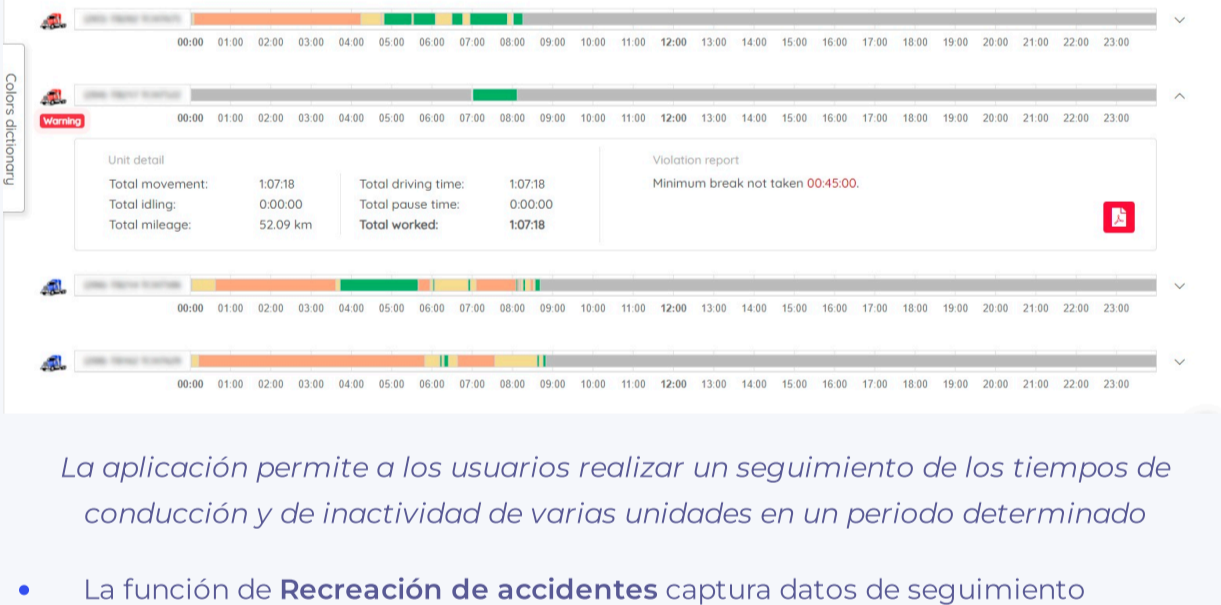 00:00 01:00 02:00 03:00 04:00 05:00 06:00 07:00 08:00 09:00 10:00 11:00 12:00 13:00 14:00 15:00 16:00 17:00 18:00 19:00 20:00 21:00 22:00 23:00
Colors dictionary
Warning
00:00 01:00 02:00 03:00 04:00 05:00 06:00 07:00 08:00 09:00 10:00 11:00 12:00 13:00 14:00 15:00 16:00 17:00 18:00 19:00 20:00 21:00 22:00 23:00
Unit detail
Total movement: 1:07:18
Total idling: 0:00:00
Total mileage: 52.09 km
Total driving time: 1:07:18
Total pause time: 0:00:00
Total worked: 1:07:18
Violation report
Minimum break not taken 00:45:00.
00:00 01:00 02:00 03:00 04:00 05:00 06:00 07:00 08:00 09:00 10:00 11:00 12:00 13:00 14:00 15:00 16:00 17:00 18:00 19:00 20:00 21:00 22:00 23:00
00:00 01:00 02:00 03:00 04:00 05:00 06:00 07:00 08:00 09:00 10:00 11:00 12:00 13:00 14:00 15:00 16:00 17:00 18:00 19:00 20:00 21:00 22:00 23:00
La aplicación permite a los usuarios realizar un seguimiento de los tiempos de
conducción y de inactividad de varias unidades en un periodo determinado
• La función de Recreación de accidentes captura datos de seguimiento